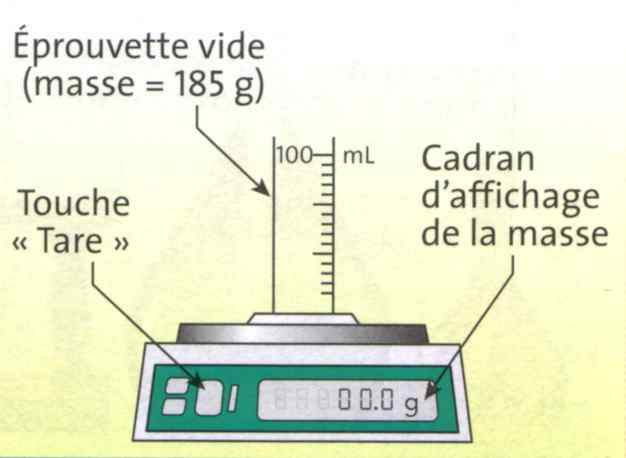 Éprouvette vide
(masse = 185 g)
100 mL
Cadran
d'affichage
de la masse
Touche
« Tare »
00.0 g